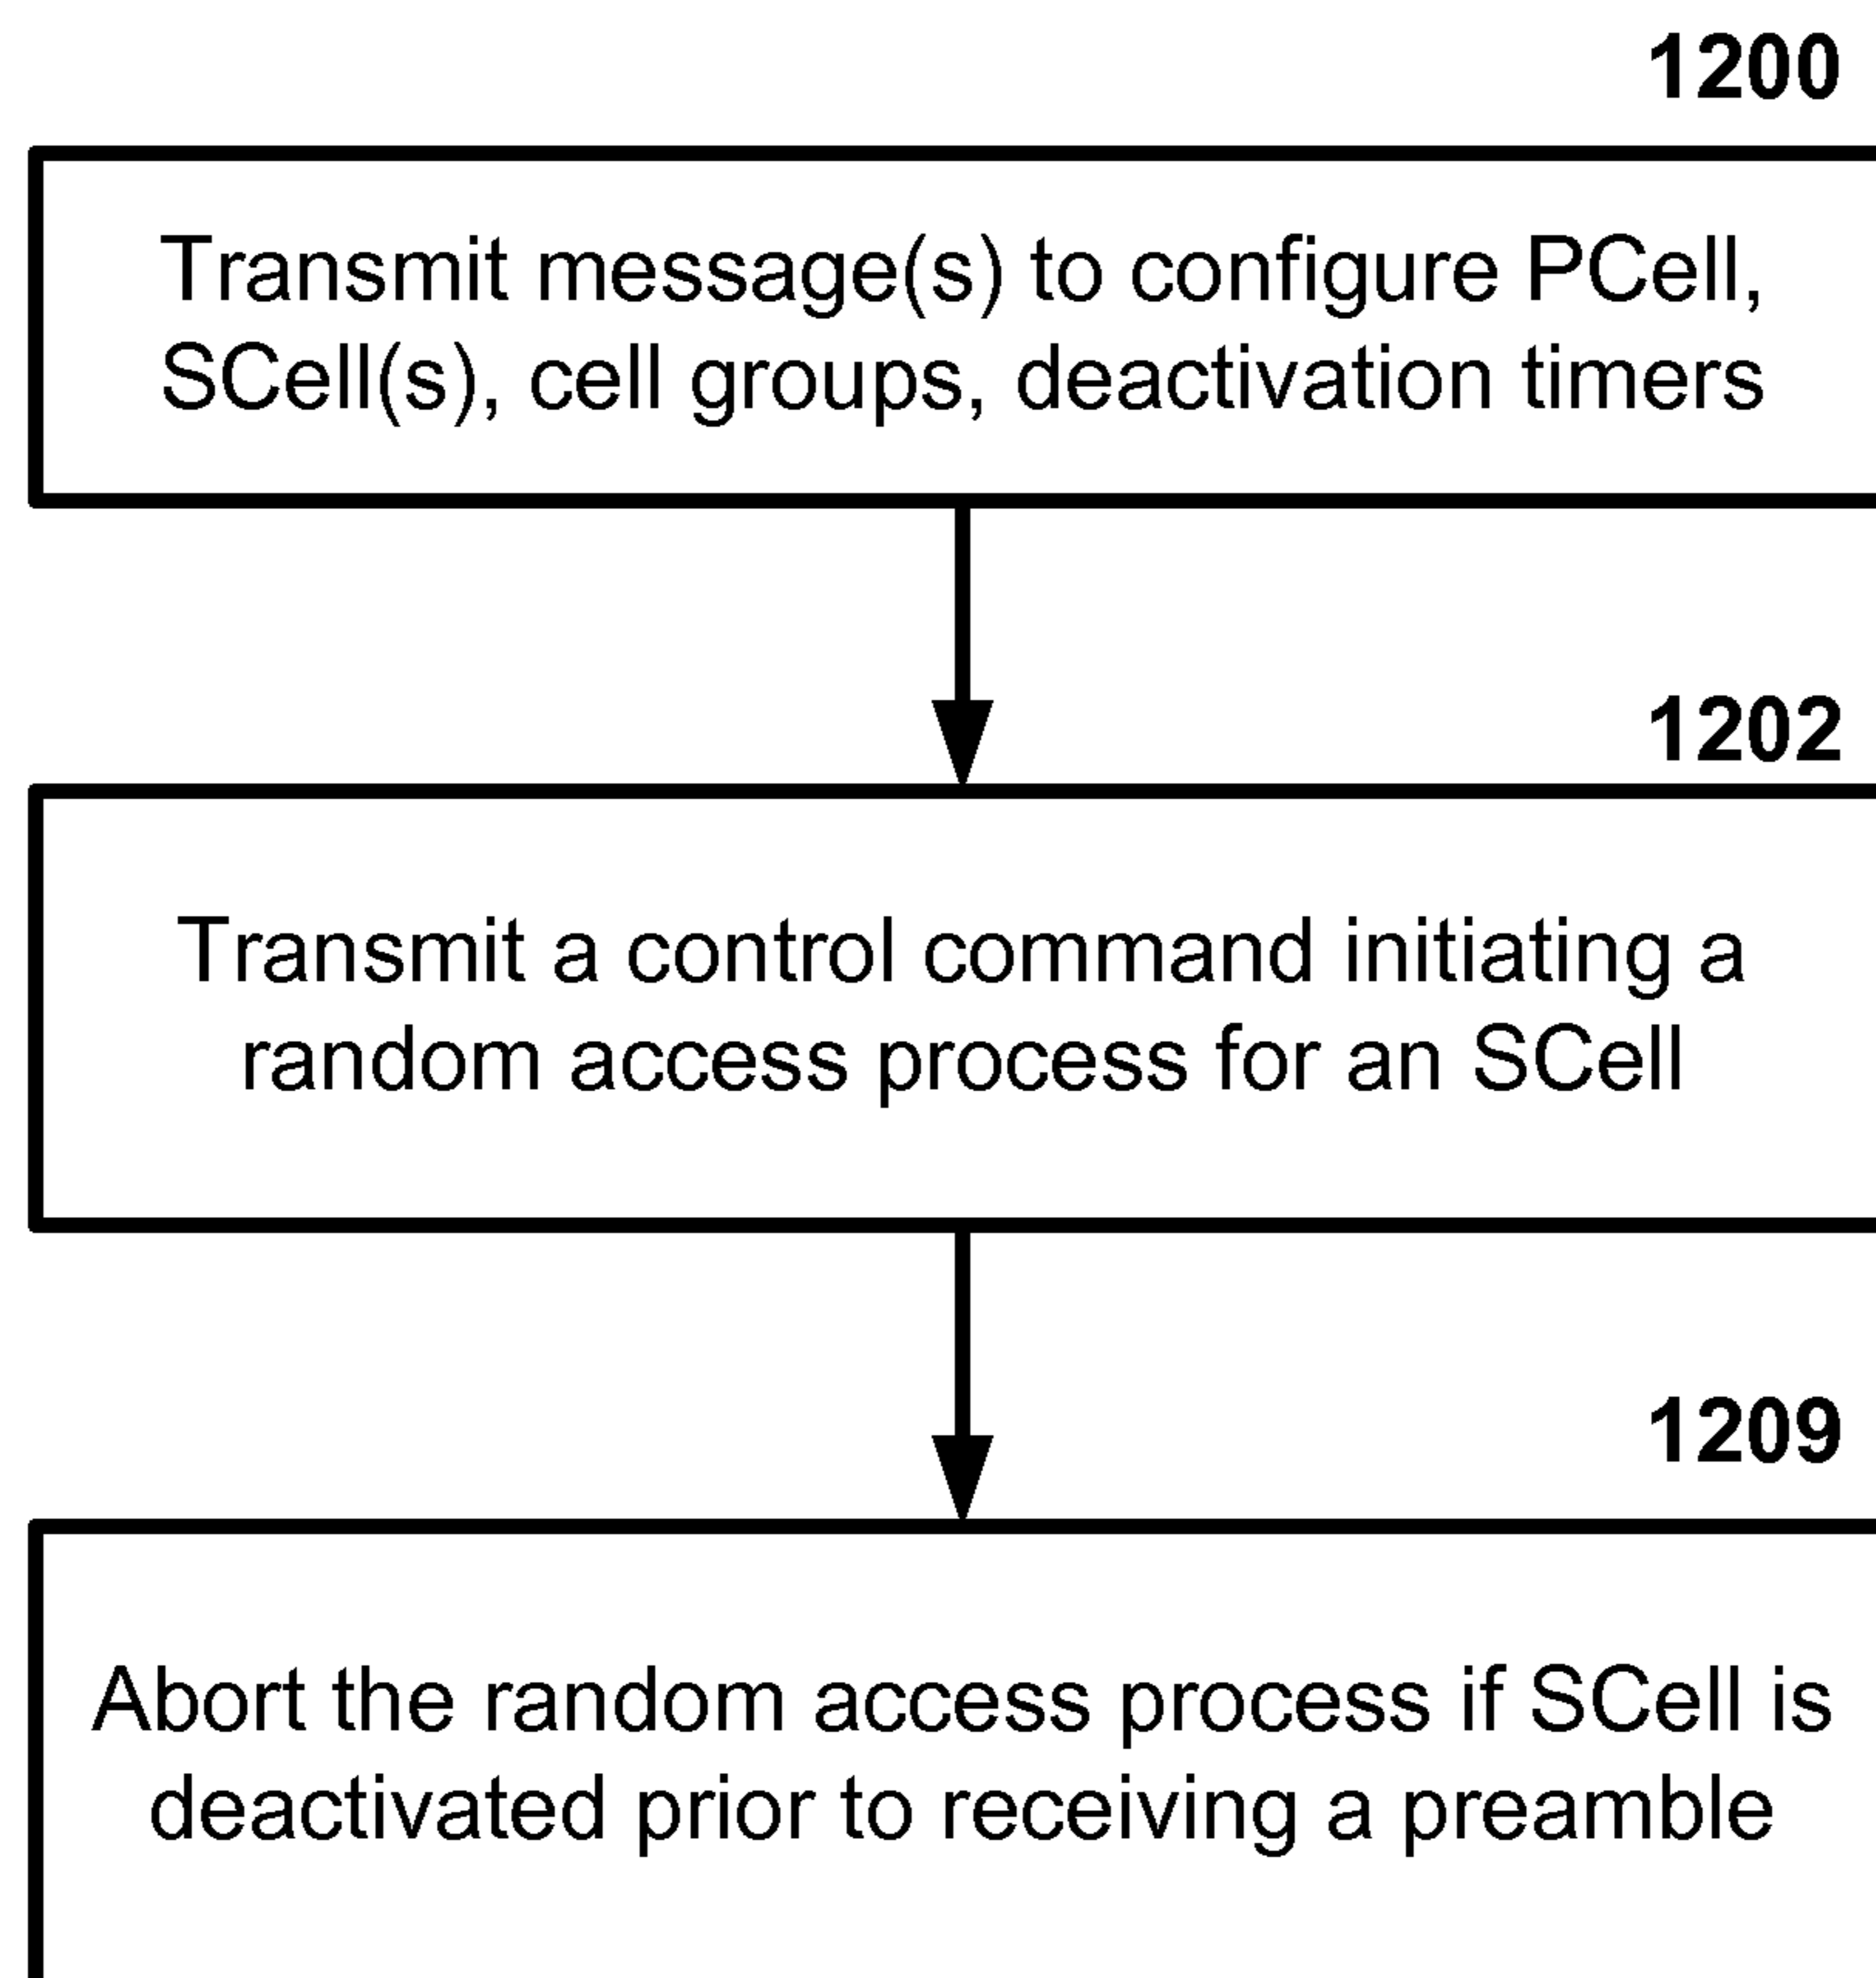 1200
Transmit message(s) to configure PCell,
SCell(s), cell groups, deactivation timers
1202
Transmit a control command initiating a
random access process for an SCell
1209
Abort the random access process if SCell is
deactivated prior to receiving a preamble